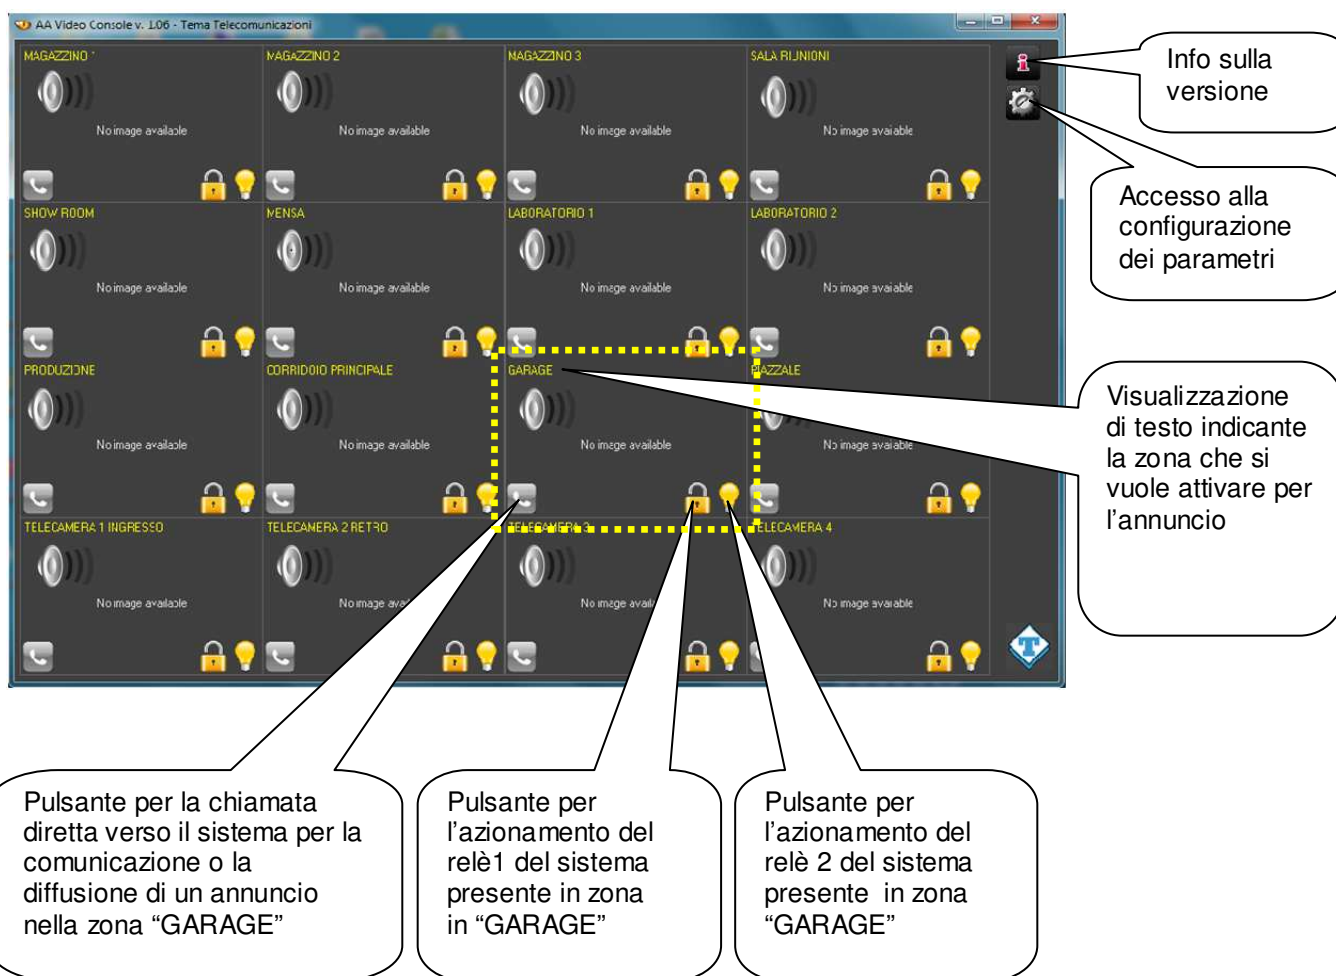 AA Video Console v. 1.06 - Tema Telecomunicazioni
MAGAZZINO 1
MAGAZZINO 2
MAGAZZINO 3
SALA RIUNIONI
No image available
No image available
No image available
No image available
SHOW ROOM
MENSA
LABORATORIO 1
LABORATORIO 2
No image available
No image available
No image available
No image available
PRODUZIONE
CORRIDOIO PRINCIPALE
GARAGE
PIAZZALE
No image available
No image available
No image available
No image available
TELECAMERA 1 INGRESSO
TELECAMERA 2 RETRO
TELECAMERA 3
TELECAMERA 4
No image available
No image
No image
No image available
T
i
Info sulla
versione
Accesso alla
configurazione
dei parametri
Visualizzazione
di testo indicante
la zona che si
vuole attivare per
l’annuncio
Pulsante per la chiamata
diretta verso il sistema per la
comunicazione o la
diffusione di un annuncio
nella zona “GARAGE”
Pulsante per
l’azionamento del
relè1 del sistema
presente in zona
in “GARAGE”
Pulsante per
l’azionamento del
relè 2 del sistema
presente in zona
“GARAGE”